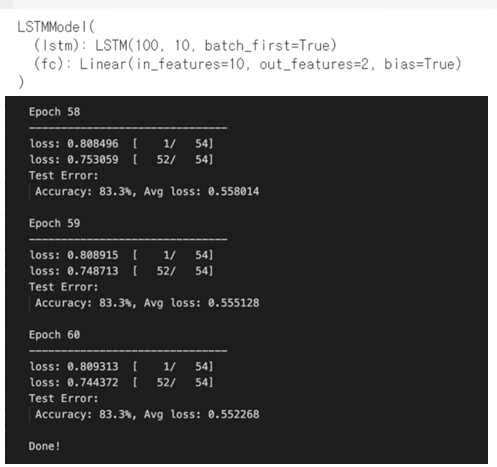 LSTMModel(
  (lstm): LSTM(100, 10, batch_first=True)
  (fc): Linear(in_features=10, out_features=2, bias=True)
)
Epoch 58
-------------------------------
loss: 0.808496  [    1/   54]
loss: 0.753059  [   52/   54]
Test Error:
 Accuracy: 83.3%, Avg loss: 0.558014
Epoch 59
-------------------------------
loss: 0.808915  [    1/   54]
loss: 0.748713  [   52/   54]
Test Error:
 Accuracy: 83.3%, Avg loss: 0.555128
Epoch 60
-------------------------------
loss: 0.809313  [    1/   54]
loss: 0.744372  [   52/   54]
Test Error:
 Accuracy: 83.3%, Avg loss: 0.552268
Done!